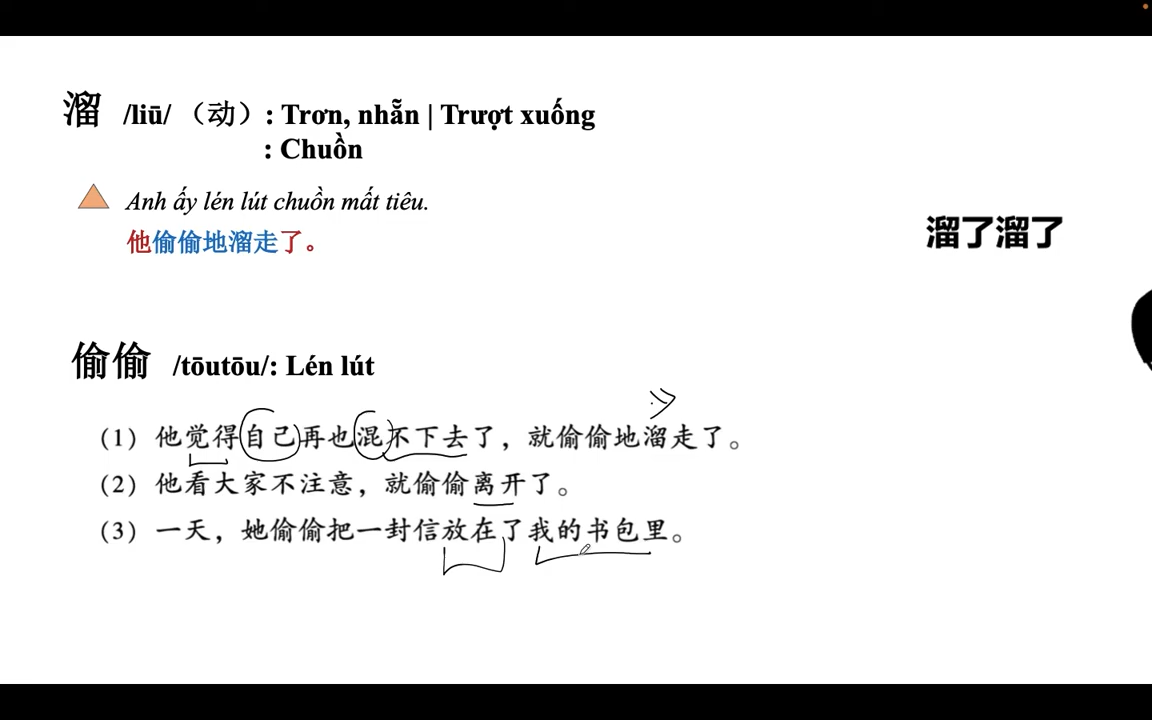 溜 /liū/ （动）: Trơn, nhẵn | Trượt xuống
: Chuồn
Anh ấy lén lút chuồn mất tiêu.
他偷偷地溜走了。
溜了溜了
偷偷 /tōutōu/: Lén lút
（1）他觉得自己再也混不下去了，就偷偷地溜走了。
（2）他看大家不注意，就偷偷离开了。
（3）一天，她偷偷把一封信放在了我的书包里。